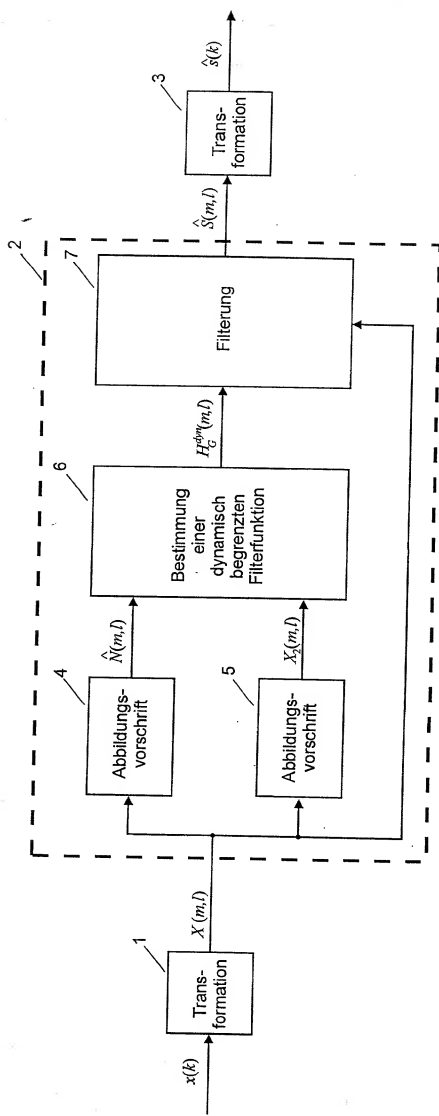 x(k)
1
Trans-
formation
X(m,l)
2
4
Abbildungs-
vorschrift
N̂(m,l)
5
Abbildungs-
vorschrift
X₂(m,l)
6
Bestimmung
einer
dynamisch
begrenzten
Filterfunktion
H_G^dyn(m,l)
7
Filterung
Ŝ(m,l)
3
Trans-
formation
ŝ(k)